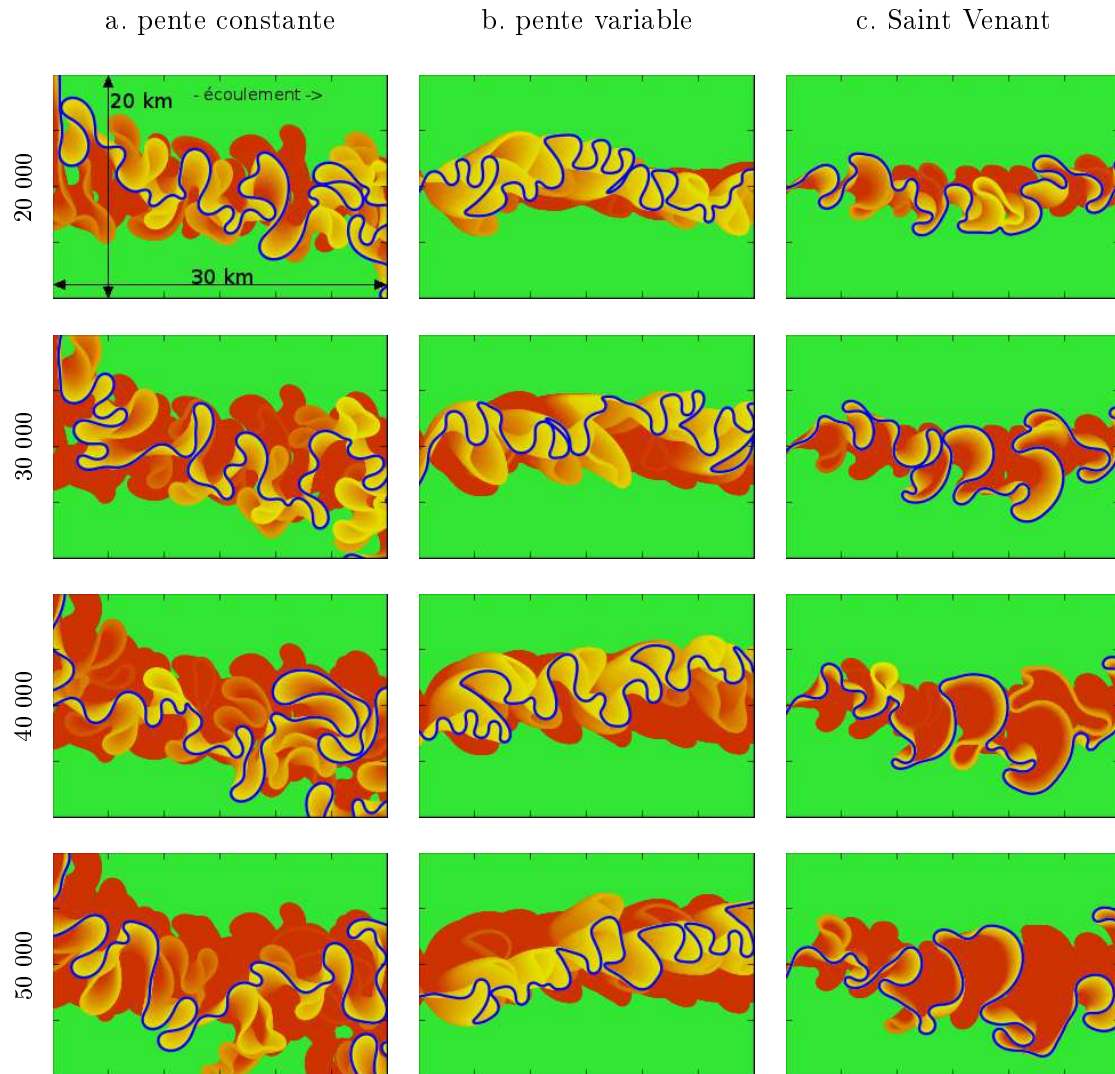 a. pente constante
b. pente variable
c. Saint Venant
20 km
- écoulement ->
30 km
20 000
30 000
40 000
50 000